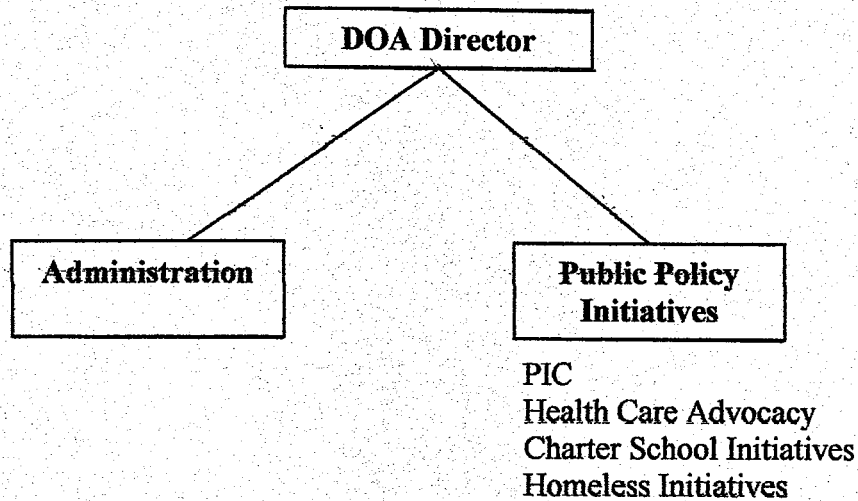 DOA Director
Administration
Public Policy
Initiatives
PIC
Health Care Advocacy
Charter School Initiatives
Homeless Initiatives